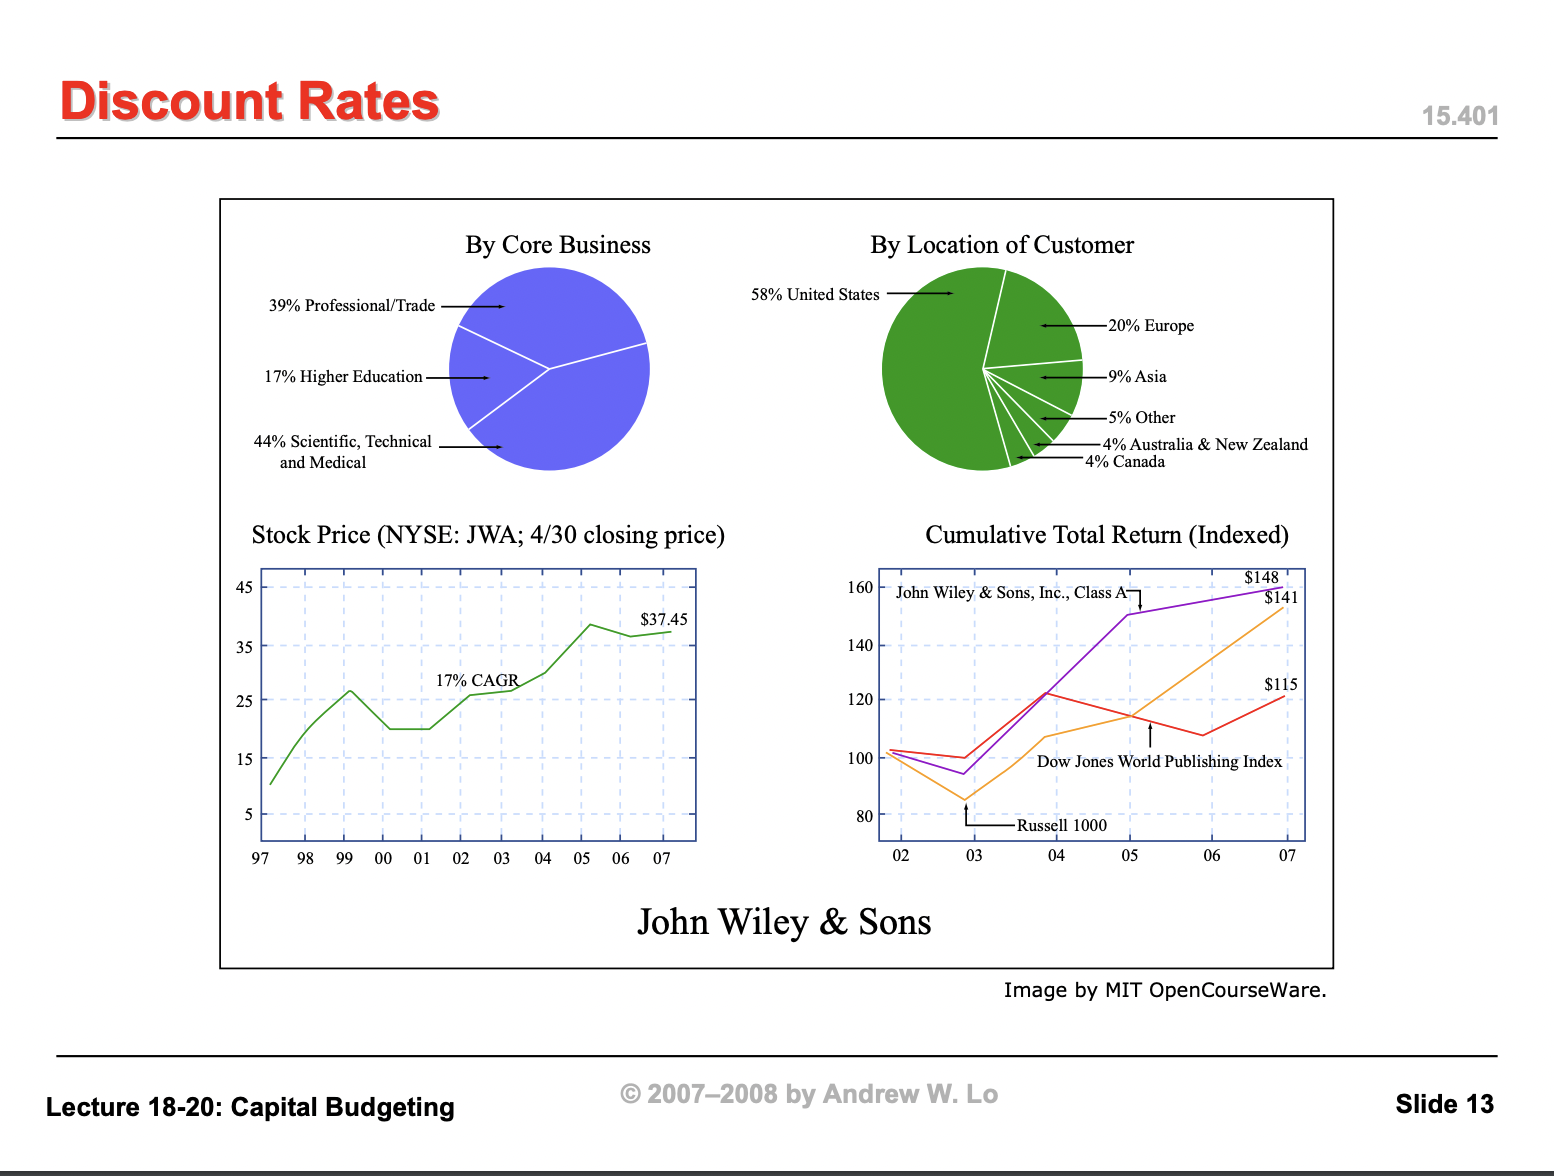 Discount Rates
15.401
By Core Business
39% Professional/Trade
17% Higher Education
44% Scientific, Technical
and Medical
By Location of Customer
58% United States
20% Europe
9% Asia
5% Other
4% Australia & New Zealand
4% Canada
Stock Price (NYSE: JWA; 4/30 closing price)
45
35
25
15
5
$37.45
17% CAGR
97 98 99 00 01 02 03 04 05 06 07
Cumulative Total Return (Indexed)
160
140
120
100
80
$148
John Wiley & Sons, Inc., Class A
$141
$115
Dow Jones World Publishing Index
Russell 1000
02 03 04 05 06 07
John Wiley & Sons
Image by MIT OpenCourseWare.
Lecture 18-20: Capital Budgeting
© 2007–2008 by Andrew W. Lo
Slide 13